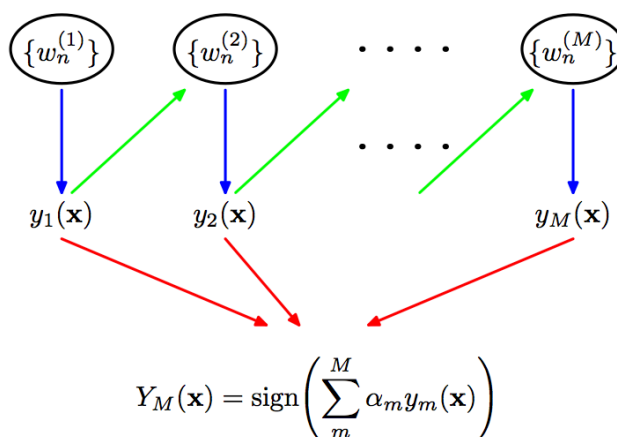 {w_n^{(1)}} {w_n^{(2)}} . . . . {w_n^{(M)}}
. . . .
y_1(x) y_2(x) y_M(x)
Y_M(x) = sign(∑_m^M α_m y_m(x))